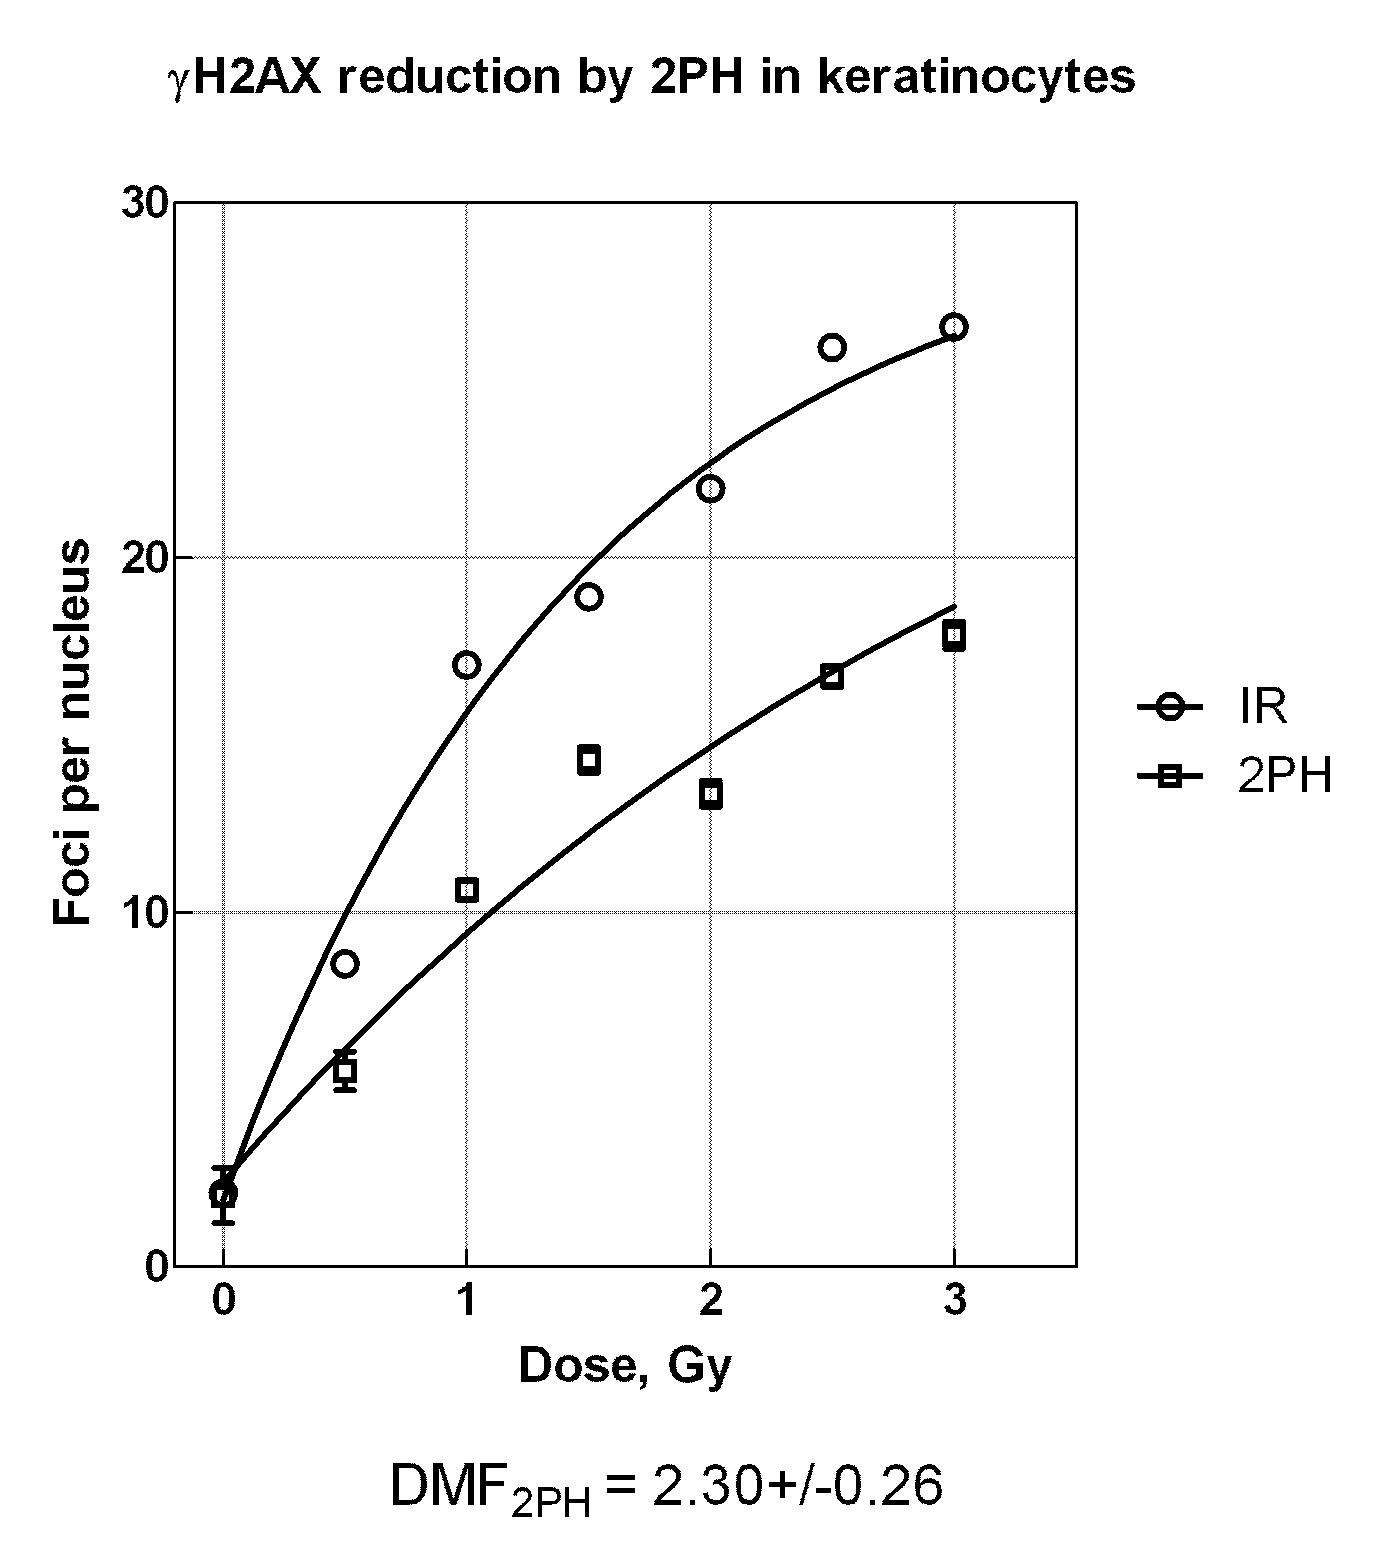 γH2AX reduction by 2PH in keratinocytes
30
20
10
0
Foci per nucleus
0 1 2 3
Dose, Gy
IR
2PH
DMF2PH = 2.30+/-0.26